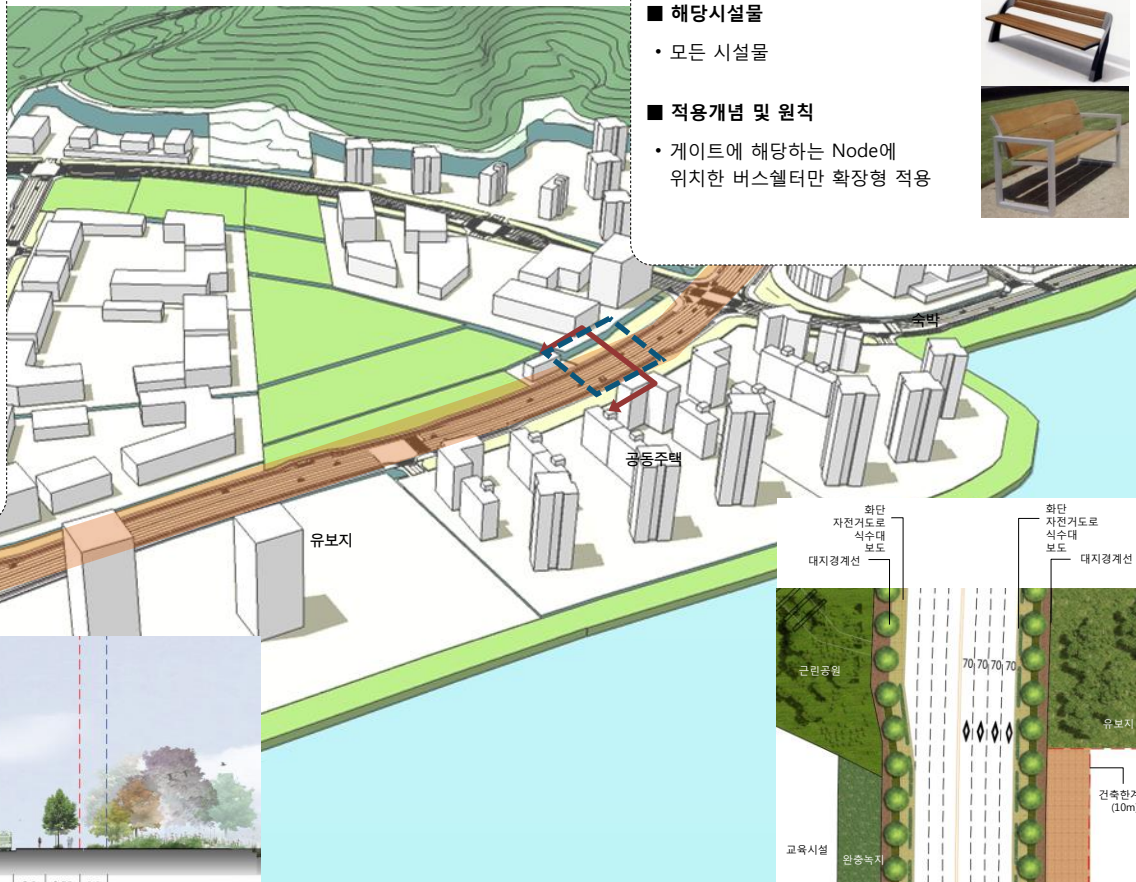 ■ 해당시설물
• 모든 시설물
■ 적용개념 및 원칙
• 게이트에 해당하는 Node에
위치한 버스쉘터만 확장형 적용
숙박
공동주택
유보지
화단
자전거도로
식수대
보도
대지경계선
화단
자전거도로
식수대
보도
대지경계선
근린공원
70 70 70 70
유보지
건축한계
(10m)
교육시설
완충녹지